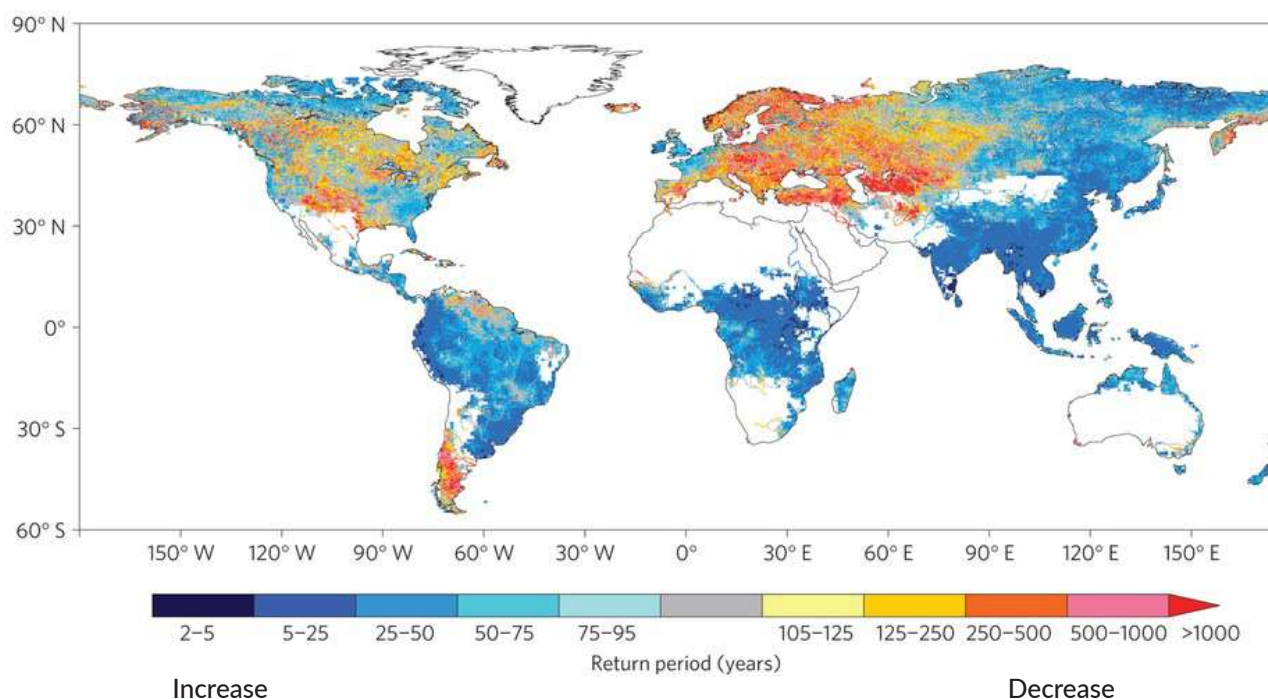 90° N
60° N
30° N
0°
30° S
60° S
150° W 120° W 90° W 60° W 30° W 0° 30° E 60° E 90° E 120° E 150° E
2–5 5–25 25–50 50–75 75–95 105–125 125–250 250–500 500–1000 >1000
Return period (years)
Increase Decrease